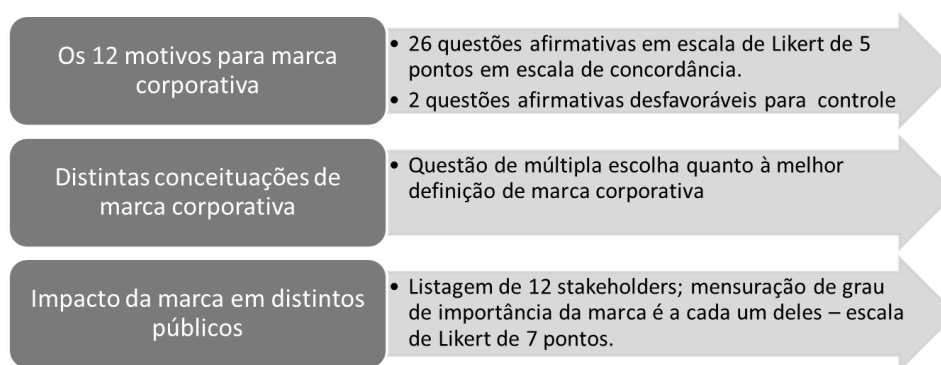 Os 12 motivos para marca
corporativa
• 26 questões afirmativas em escala de Likert de 5
pontos em escala de concordância.
• 2 questões afirmativas desfavoráveis para controle
Distintas conceituações de
marca corporativa
• Questão de múltipla escolha quanto à melhor
definição de marca corporativa
Impacto da marca em distintos
públicos
• Listagem de 12 stakeholders; mensuração de grau
de importância da marca é a cada um deles – escala
de Likert de 7 pontos.